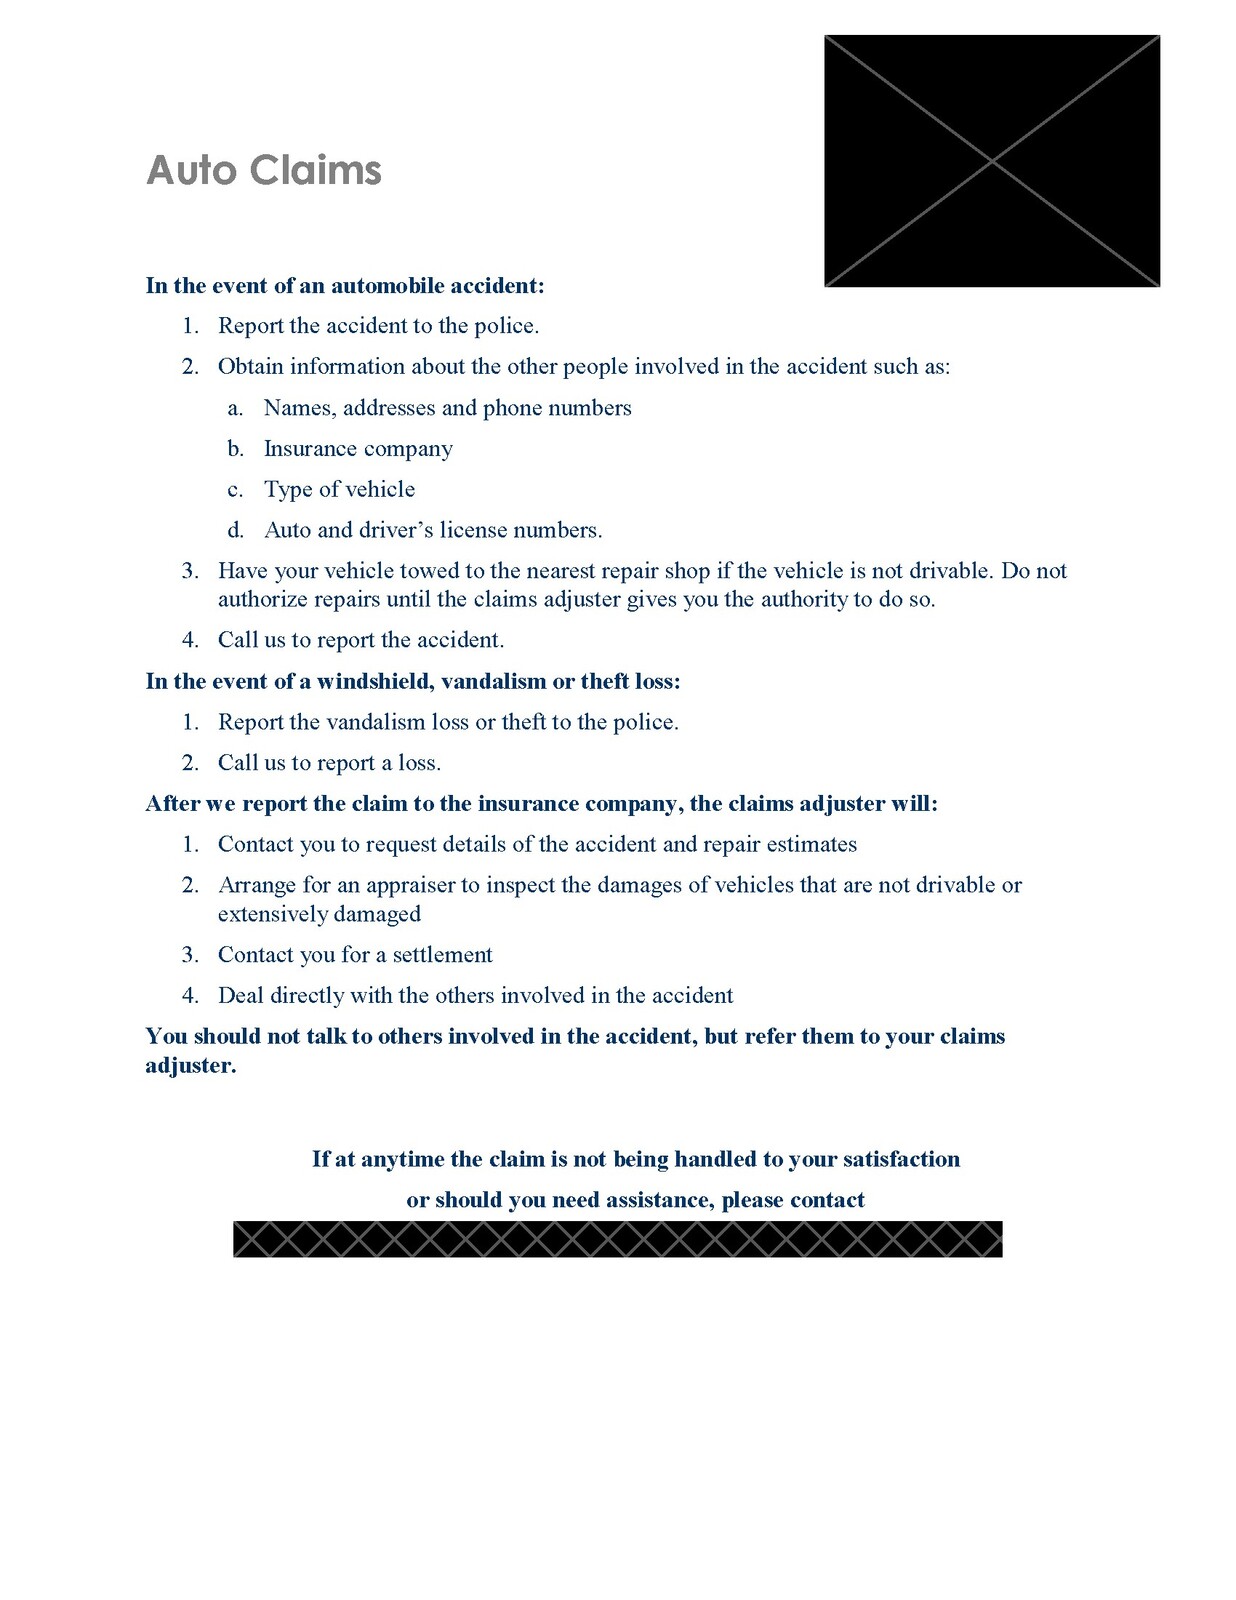 Auto Claims
In the event of an automobile accident:
1. Report the accident to the police.
2. Obtain information about the other people involved in the accident such as:
a. Names, addresses and phone numbers
b. Insurance company
c. Type of vehicle
d. Auto and driver’s license numbers.
3. Have your vehicle towed to the nearest repair shop if the vehicle is not drivable. Do not
authorize repairs until the claims adjuster gives you the authority to do so.
4. Call us to report the accident.
In the event of a windshield, vandalism or theft loss:
1. Report the vandalism loss or theft to the police.
2. Call us to report a loss.
After we report the claim to the insurance company, the claims adjuster will:
1. Contact you to request details of the accident and repair estimates
2. Arrange for an appraiser to inspect the damages of vehicles that are not drivable or
extensively damaged
3. Contact you for a settlement
4. Deal directly with the others involved in the accident
You should not talk to others involved in the accident, but refer them to your claims
adjuster.
If at anytime the claim is not being handled to your satisfaction
or should you need assistance, please contact